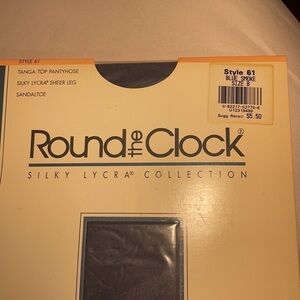 STYLE 61
TANGA TOP PANTYHOSE
SILKY LYCRA® SHEER LEG
SANDALTOE
Style 61
BLUE SMOKE
SIZE B
Sugg Retail $5.50
Round the Clock®
SILKY LYCRA® COLLECTION